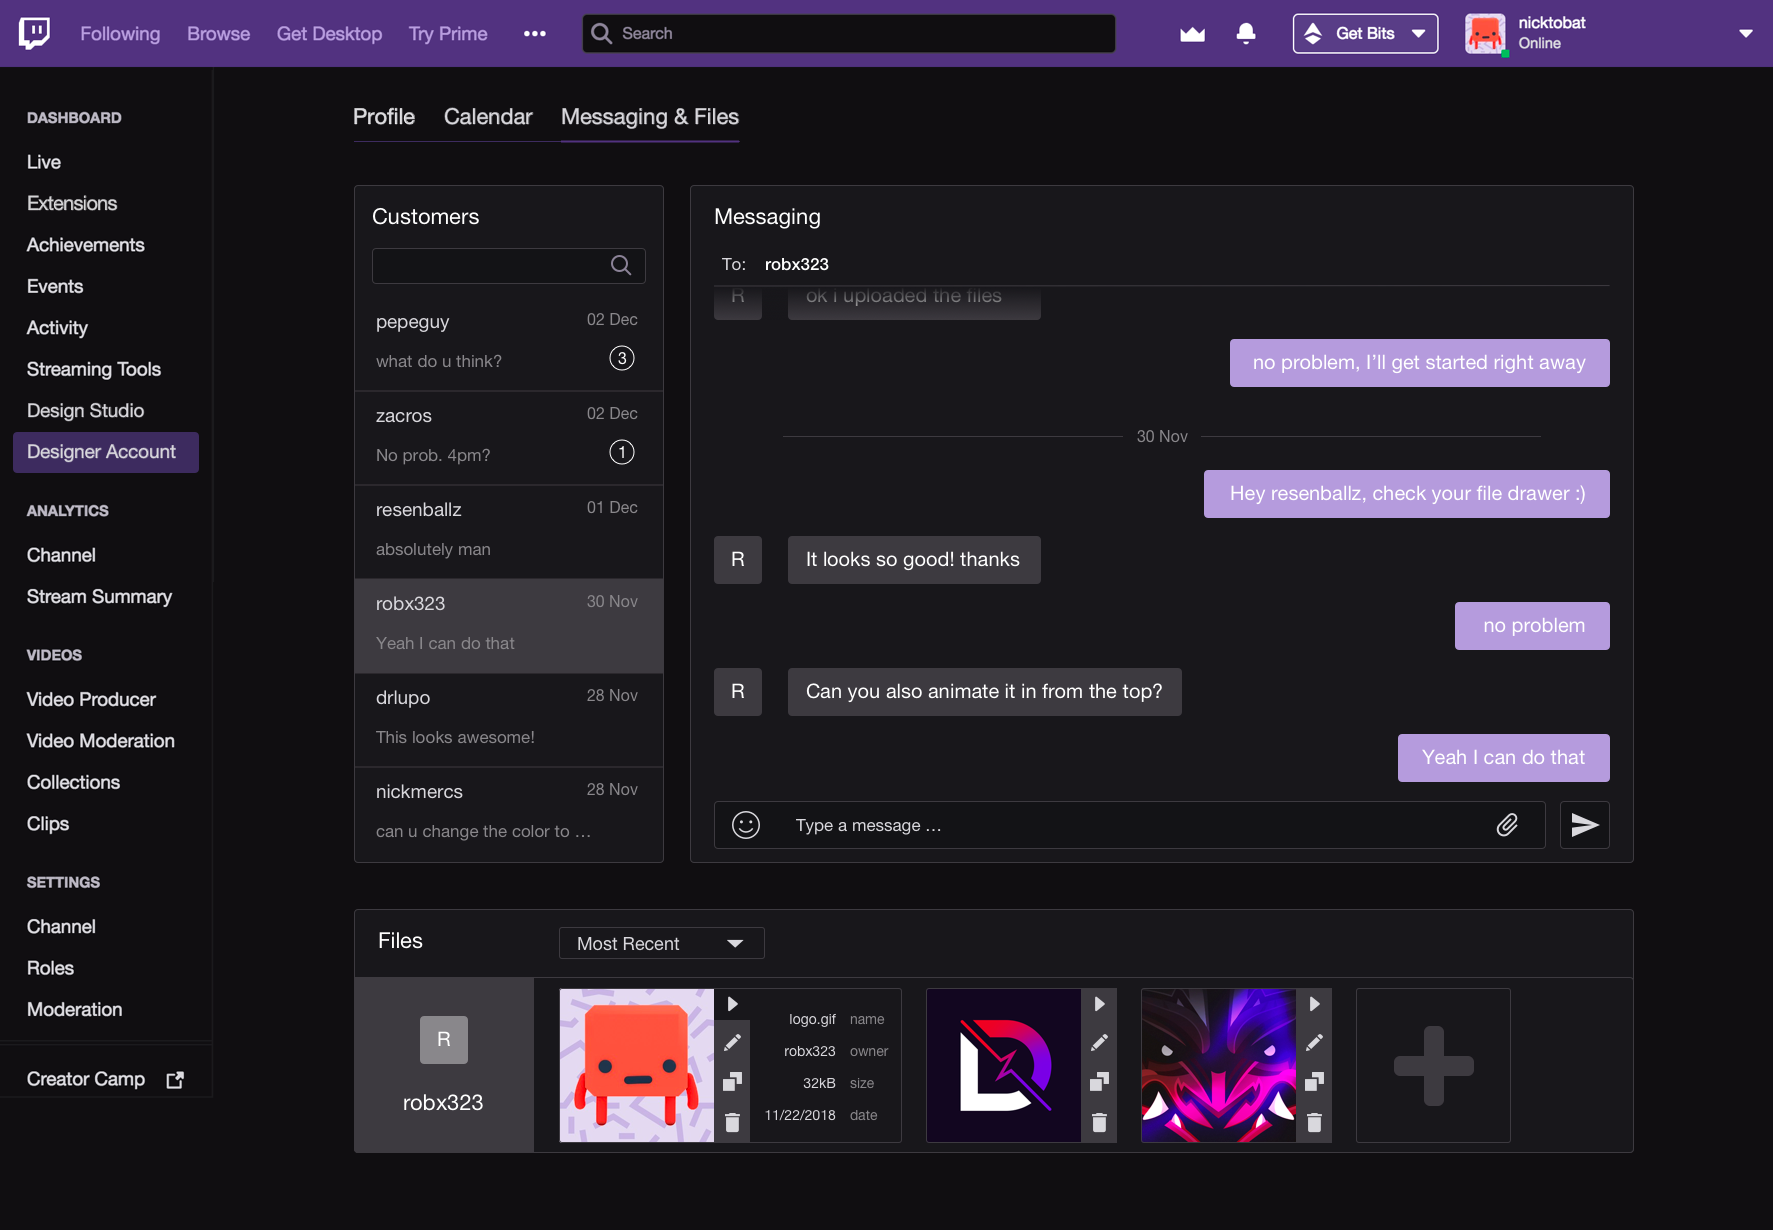 Following Browse Get Desktop Try Prime ••• Search Get Bits nicktobat
Online
Profile Calendar Messaging & Files
DASHBOARD
Live
Extensions
Achievements
Events
Activity
Streaming Tools
Design Studio
Designer Account
ANALYTICS
Channel
Stream Summary
VIDEOS
Video Producer
Video Moderation
Collections
Clips
SETTINGS
Channel
Roles
Moderation
Creator Camp
Customers
pepeguy 02 Dec
what do u think? 3
zacros 02 Dec
No prob. 4pm? 1
resenballz 01 Dec
absolutely man
robx323 30 Nov
Yeah I can do that
drlupo 28 Nov
This looks awesome!
nickmercs 28 Nov
can u change the color to …
Messaging
To: robx323
R ok i uploaded the files
no problem, I’ll get started right away
30 Nov
Hey resenballz, check your file drawer :)
R It looks so good! thanks
no problem
R Can you also animate it in from the top?
Yeah I can do that
Type a message …
Files Most Recent
R
robx323
logo.gif name
robx323 owner
32kB size
11/22/2018 date